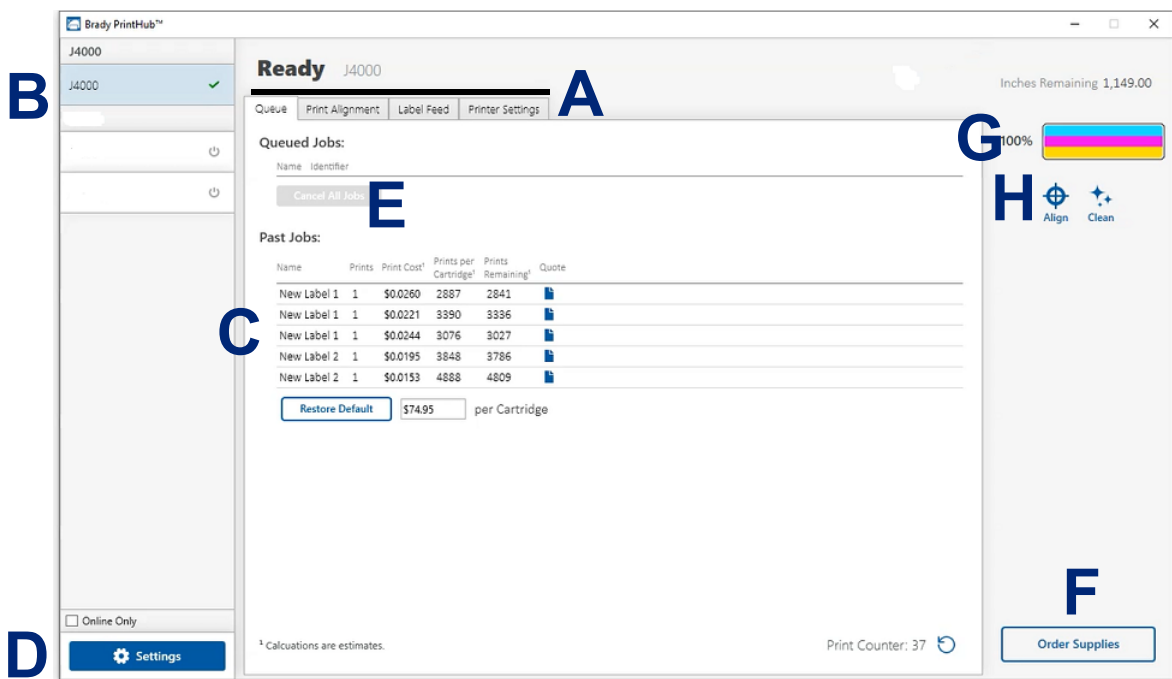 Brady PrintHub™
J4000
B
J4000
Online Only
D
Settings
Ready J4000
A
Queue Print Alignment Label Feed Printer Settings
Queued Jobs:
Name Identifier
Cancel All Jobs
E
Past Jobs:
Name Prints Print Cost¹ Prints per Cartridge¹ Prints Remaining¹ Quote
New Label 1 1 $0.0260 2887 2841
New Label 1 1 $0.0221 3390 3336
C
New Label 1 1 $0.0244 3076 3027
New Label 2 1 $0.0195 3848 3786
New Label 2 1 $0.0153 4888 4809
Restore Default $74.95 per Cartridge
¹ Calcuations are estimates.
Print Counter: 37
Inches Remaining 1,149.00
G
100%
H
Align Clean
F
Order Supplies